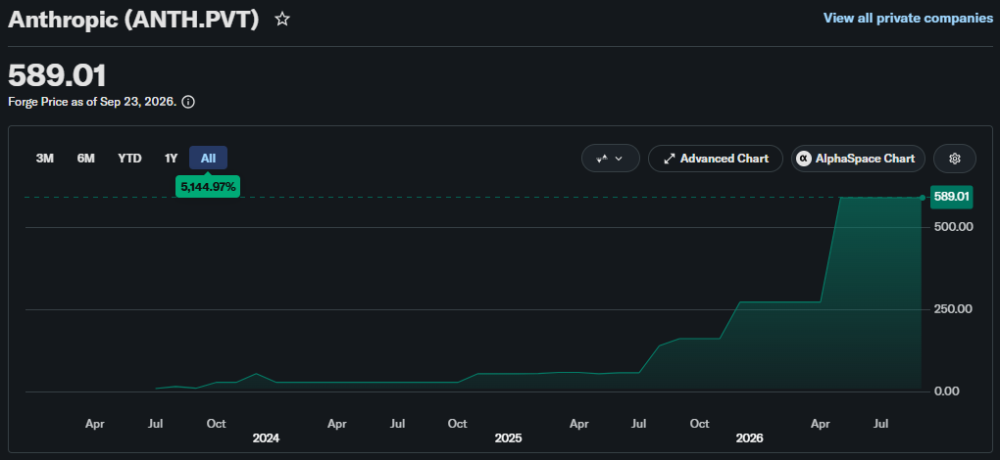 Anthropic (ANTH.PVT)
View all private companies
589.01
Forge Price as of Sep 23, 2026.
3M 6M YTD 1Y All
Advanced Chart
α AlphaSpace Chart
5,144.97%
589.01
500.00
250.00
0.00
Apr Jul Oct Apr Jul Oct Apr Jul Oct Apr Jul
2024 2025 2026